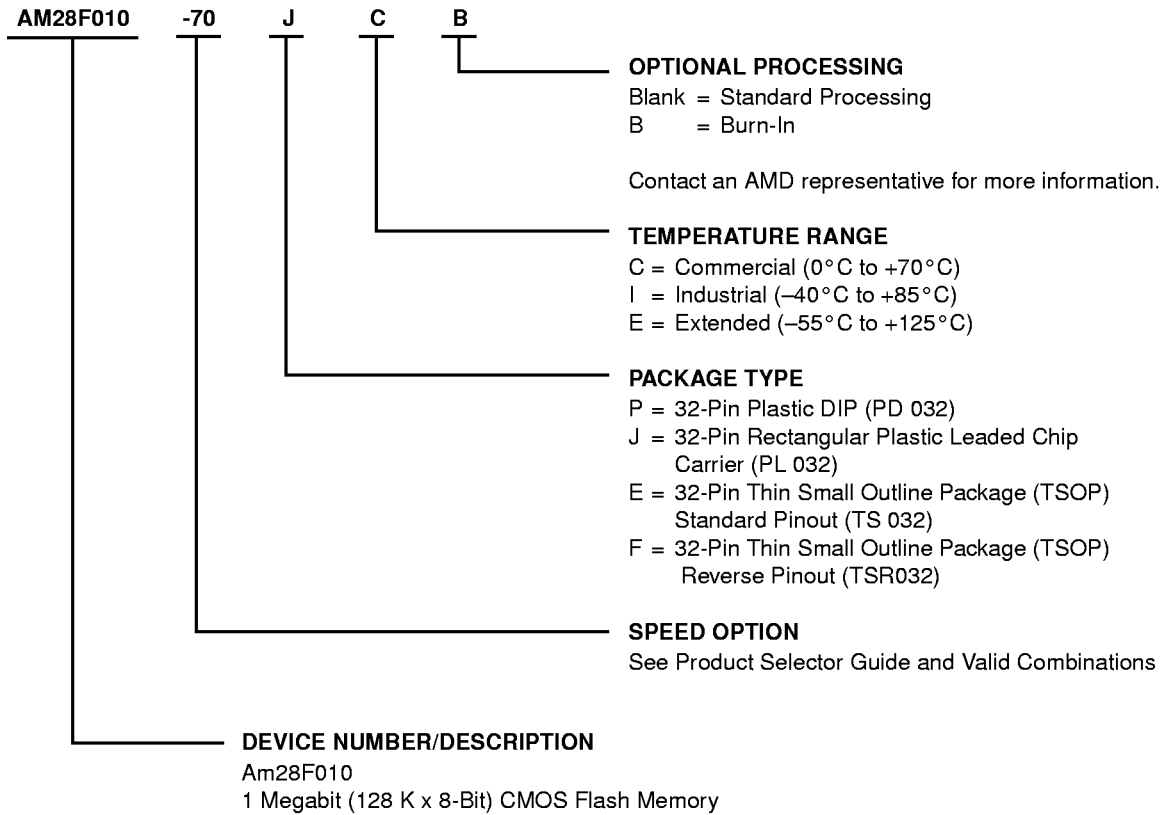 AM28F010 -70 J C B
OPTIONAL PROCESSING
Blank = Standard Processing
B = Burn-In
Contact an AMD representative for more information.
TEMPERATURE RANGE
C = Commercial (0°C to +70°C)
I = Industrial (–40°C to +85°C)
E = Extended (–55°C to +125°C)
PACKAGE TYPE
P = 32-Pin Plastic DIP (PD 032)
J = 32-Pin Rectangular Plastic Leaded Chip
Carrier (PL 032)
E = 32-Pin Thin Small Outline Package (TSOP)
Standard Pinout (TS 032)
F = 32-Pin Thin Small Outline Package (TSOP)
Reverse Pinout (TSR032)
SPEED OPTION
See Product Selector Guide and Valid Combinations
DEVICE NUMBER/DESCRIPTION
Am28F010
1 Megabit (128 K x 8-Bit) CMOS Flash Memory